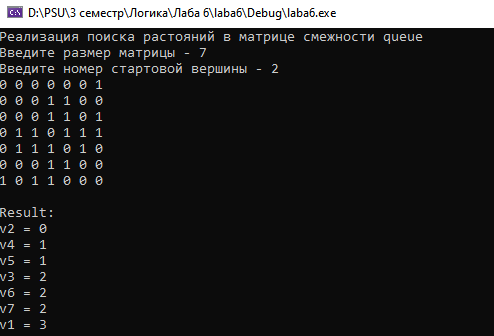 D:\PSU\3 семестр\Логика\Лаба 6\laba6\Debug\laba6.exe
Реализация поиска растояний в матрице смежности queue
Введите размер матрицы - 7
Введите номер стартовой вершины - 2
0 0 0 0 0 0 1
0 0 0 1 1 0 0
0 0 0 1 1 0 1
0 1 1 0 1 1 1
0 1 1 1 0 1 0
0 0 0 1 1 0 0
1 0 1 1 0 0 0
Result:
v2 = 0
v4 = 1
v5 = 1
v3 = 2
v6 = 2
v7 = 2
v1 = 3